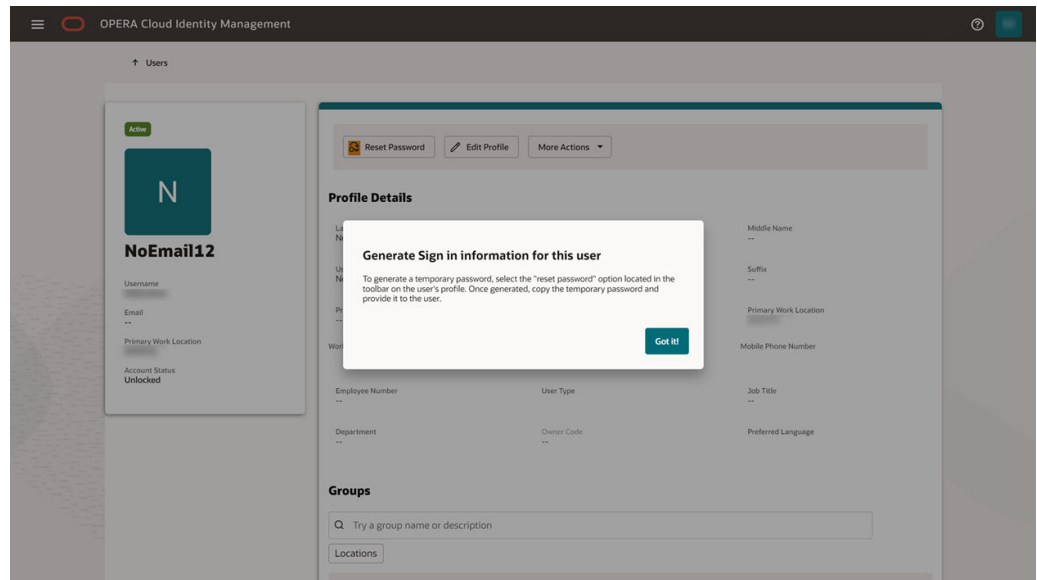 OPERA Cloud Identity Management
Users
Active
N
NoEmail12
Username
Email
--
Primary Work Location
Account Status
Unlocked
Reset Password
Edit Profile
More Actions
Profile Details
Middle Name
--
Suffix
--
Primary Work Location
Mobile Phone Number
Generate Sign in information for this user
To generate a temporary password, select the "reset password" option located in the
toolbar on the user's profile. Once generated, copy the temporary password and
provide it to the user.
Got it!
Employee Number
--
User Type
Job Title
--
Department
--
Owner Code
--
Preferred Language
Groups
Try a group name or description
Locations